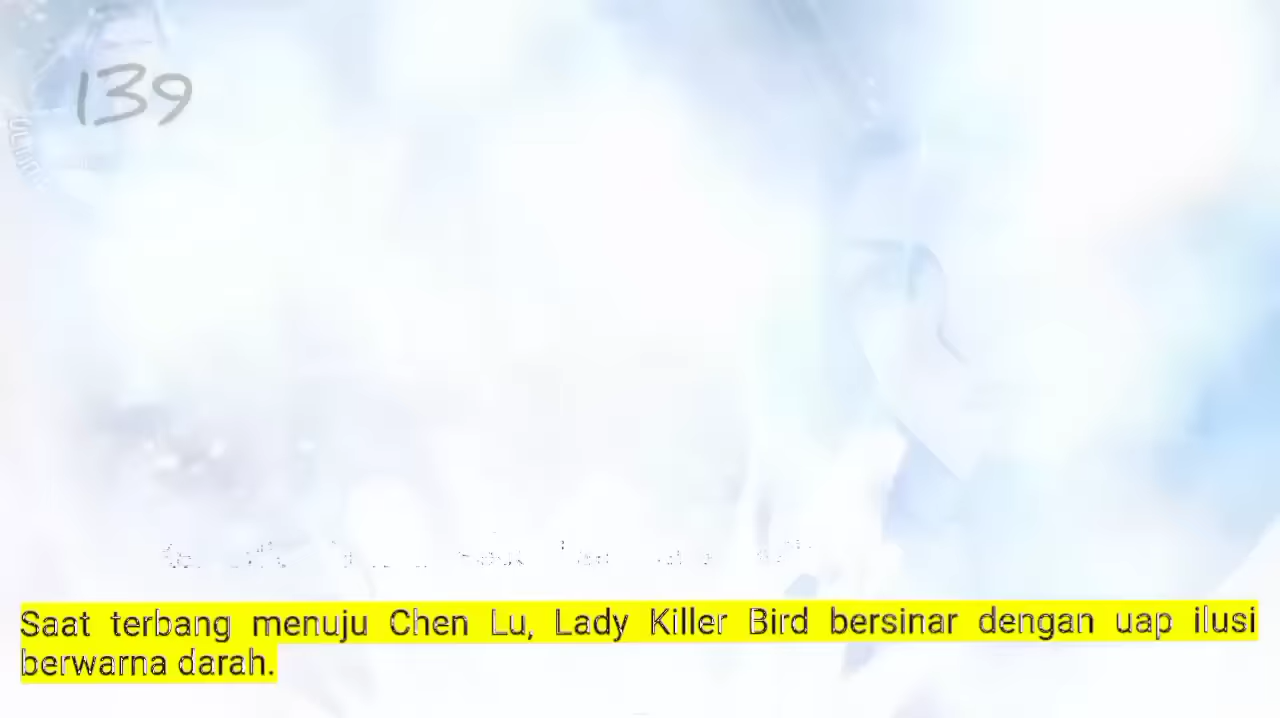 139
Saat terbang menuju Chen Lu, Lady Killer Bird bersinar dengan uap ilusi
berwarna darah.